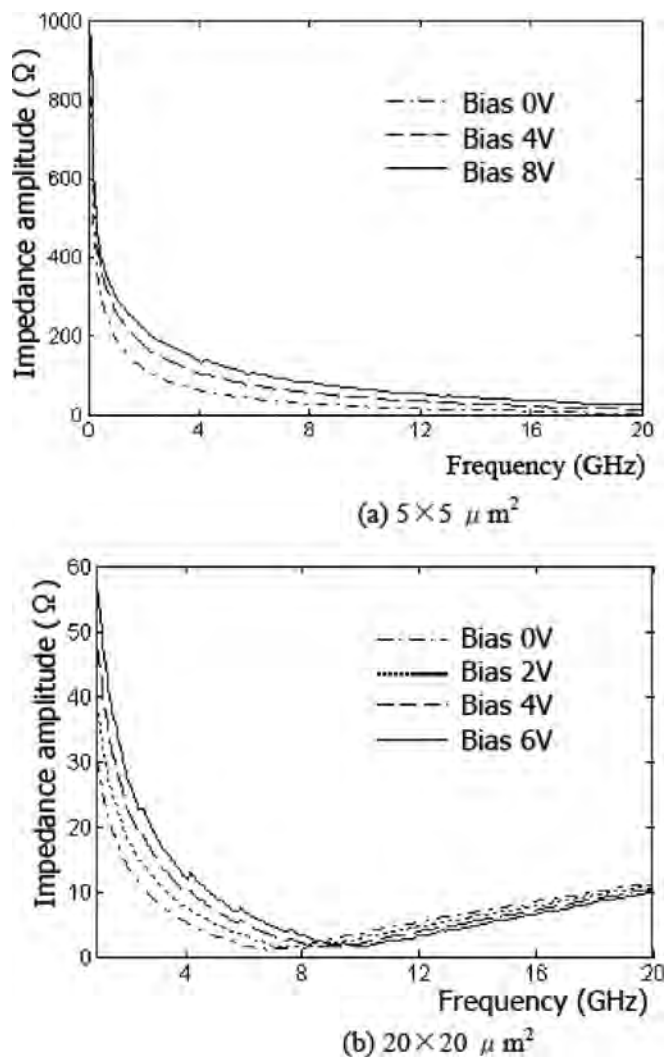 1000
800
600
400
200
0
Impedance amplitude (Ω)
Bias 0V
Bias 4V
Bias 8V
0 4 8 12 16 20
Frequency (GHz)
(a) 5×5 μm²
60
50
40
30
20
10
0
Impedance amplitude (Ω)
Bias 0V
Bias 2V
Bias 4V
Bias 6V
4 8 12 16 20
Frequency (GHz)
(b) 20×20 μm²